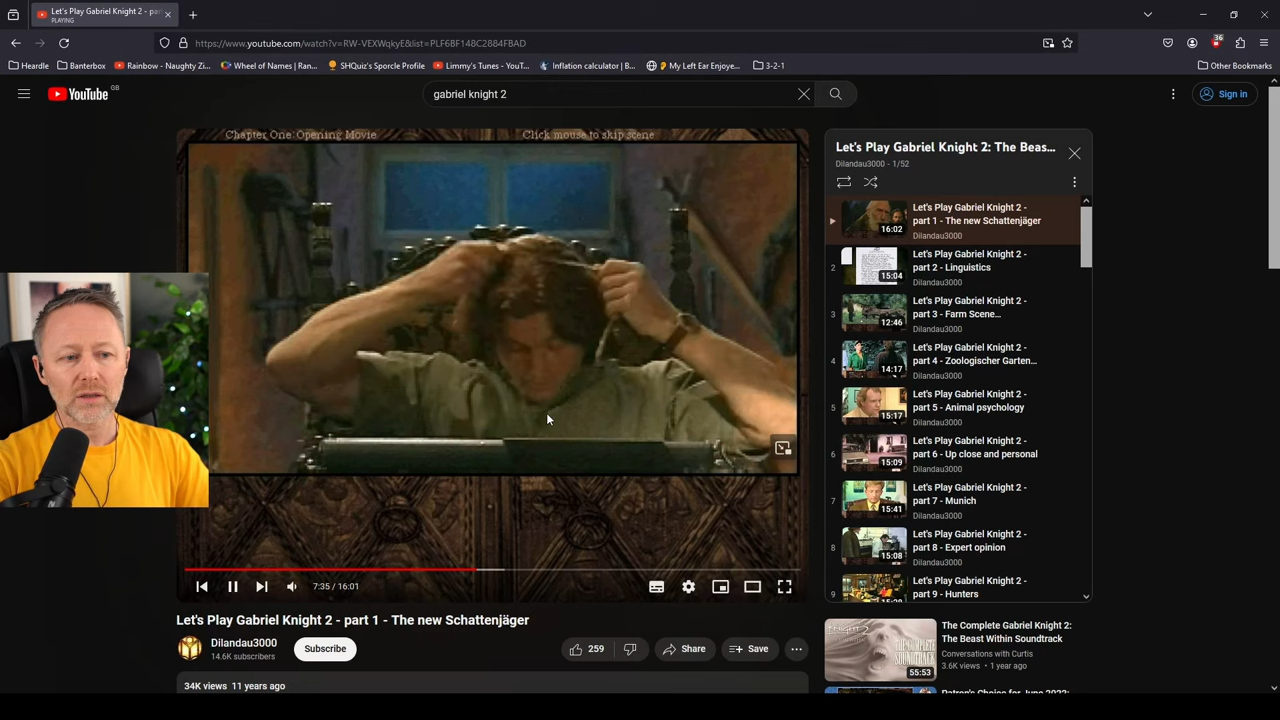 Let's Play Gabriel Knight 2 - pa
PLAYING
https://www.youtube.com/watch?v=RW-VEXWqkyE&list=PLF6BF148C2884FBAD
36
Heardle
Banterbox
Rainbow - Naughty Zi...
Wheel of Names | Ran...
SHQuiz's Sporcle Profile
Limmy's Tunes - YouT...
Inflation calculator | B...
My Left Ear Enjoye...
3-2-1
Other Bookmarks
YouTube GB
gabriel knight 2
Sign in
Chapter One: Opening Movie
Click mouse to skip scene
7:35 / 16:01
Let's Play Gabriel Knight 2 - part 1 - The new Schattenjäger
Dilandau3000
14.6K subscribers
Subscribe
259
Share
Save
34K views 11 years ago
Let's Play Gabriel Knight 2: The Beas...
Dilandau3000 - 1/52
16:02
Let's Play Gabriel Knight 2 -
part 1 - The new Schattenjäger
Dilandau3000
2
15:04
Let's Play Gabriel Knight 2 -
part 2 - Linguistics
Dilandau3000
3
12:46
Let's Play Gabriel Knight 2 -
part 3 - Farm Scene...
Dilandau3000
4
14:17
Let's Play Gabriel Knight 2 -
part 4 - Zoologischer Garten...
Dilandau3000
5
15:17
Let's Play Gabriel Knight 2 -
part 5 - Animal psychology
Dilandau3000
6
15:09
Let's Play Gabriel Knight 2 -
part 6 - Up close and personal
Dilandau3000
7
15:41
Let's Play Gabriel Knight 2 -
part 7 - Munich
Dilandau3000
8
15:08
Let's Play Gabriel Knight 2 -
part 8 - Expert opinion
Dilandau3000
9
Let's Play Gabriel Knight 2 -
part 9 - Hunters
55:53
The Complete Gabriel Knight 2:
The Beast Within Soundtrack
Conversations with Curtis
3.6K views • 1 year ago